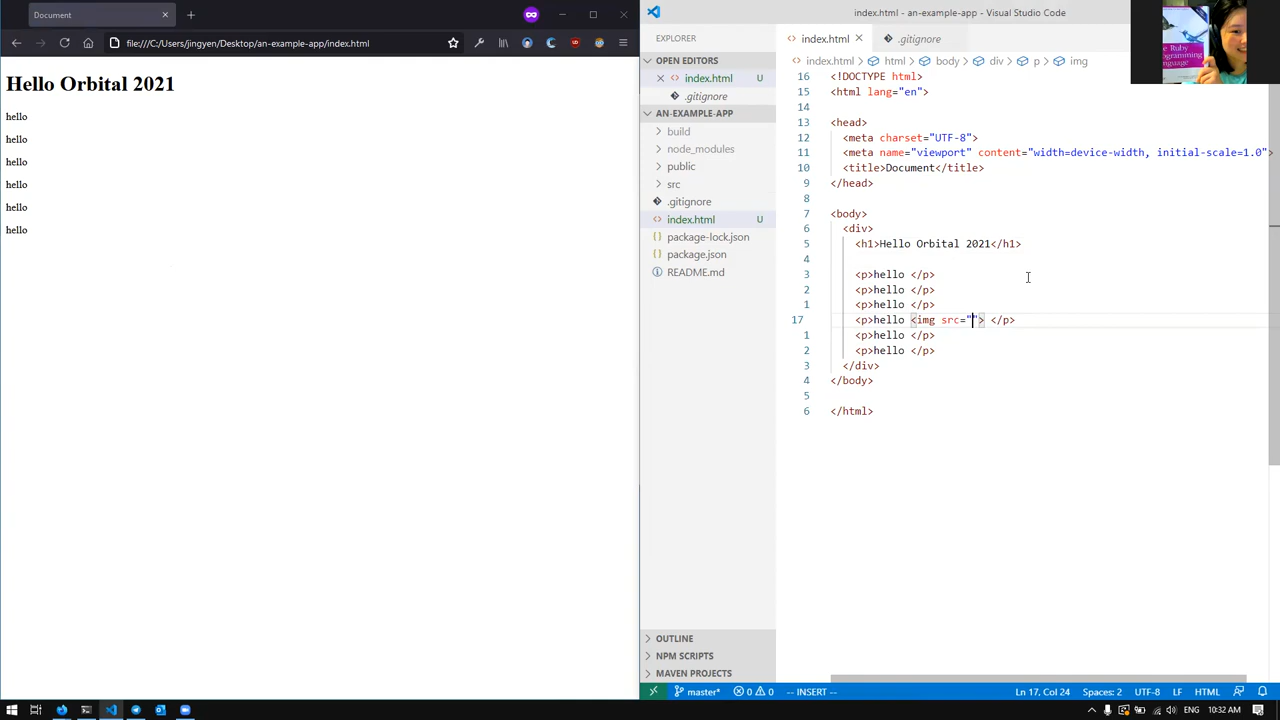 Document
file:///C:/Users/jingyen/Desktop/an-example-app/index.html
Hello Orbital 2021
hello
hello
hello
hello
hello
hello
index.html - an-example-app - Visual Studio Code
EXPLORER
OPEN EDITORS
index.html U
.gitignore
AN-EXAMPLE-APP
build
node_modules
public
src
.gitignore
index.html U
package-lock.json
package.json
README.md
OUTLINE
NPM SCRIPTS
MAVEN PROJECTS
index.html
.gitignore
index.html > html > body > div > p > img
16 <!DOCTYPE html>
15 <html lang="en">
14
13 <head>
12 <meta charset="UTF-8">
11 <meta name="viewport" content="width=device-width, initial-scale=1.0">
10 <title>Document</title>
9 </head>
8
7 <body>
6 <div>
5 <h1>Hello Orbital 2021</h1>
4
3 <p>hello </p>
2 <p>hello </p>
1 <p>hello </p>
17 <p>hello <img src=""> </p>
1 <p>hello </p>
2 <p>hello </p>
3 </div>
4 </body>
5
6 </html>
master* 0 0 -- INSERT -- Ln 17, Col 24 Spaces: 2 UTF-8 LF HTML
ENG 10:32 AM